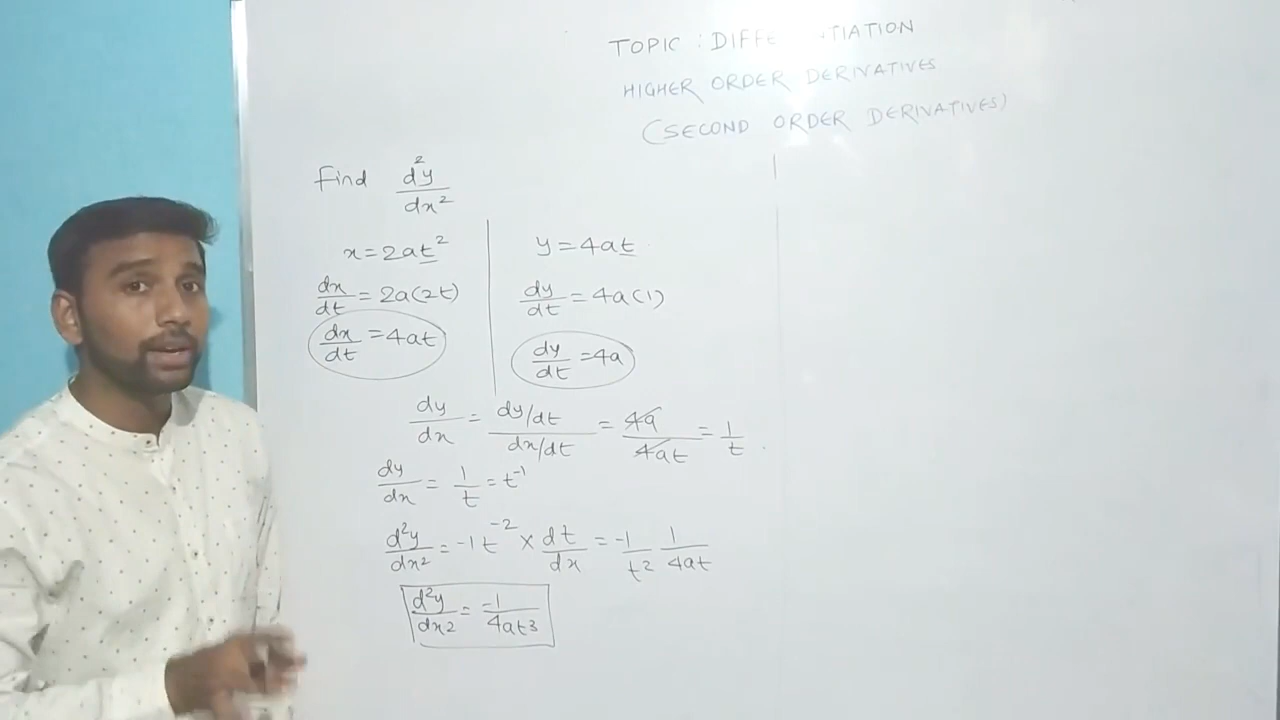 TOPIC : DIFFE TIATION
HIGHER ORDER DERIVATIVES
(SECOND ORDER DERIVATIVES)
Find d²y/dx²
x = 2at²
dx/dt = 2a(2t)
dx/dt = 4at
y = 4at
dy/dt = 4a(1)
dy/dt = 4a
dy/dx = (dy/dt)/(dx/dt) = 4a/4at = 1/t
dy/dx = 1/t = t⁻¹
d²y/dx² = -1t⁻² × dt/dx = -1/t² 1/4at
d²y/dx² = -1/4at³